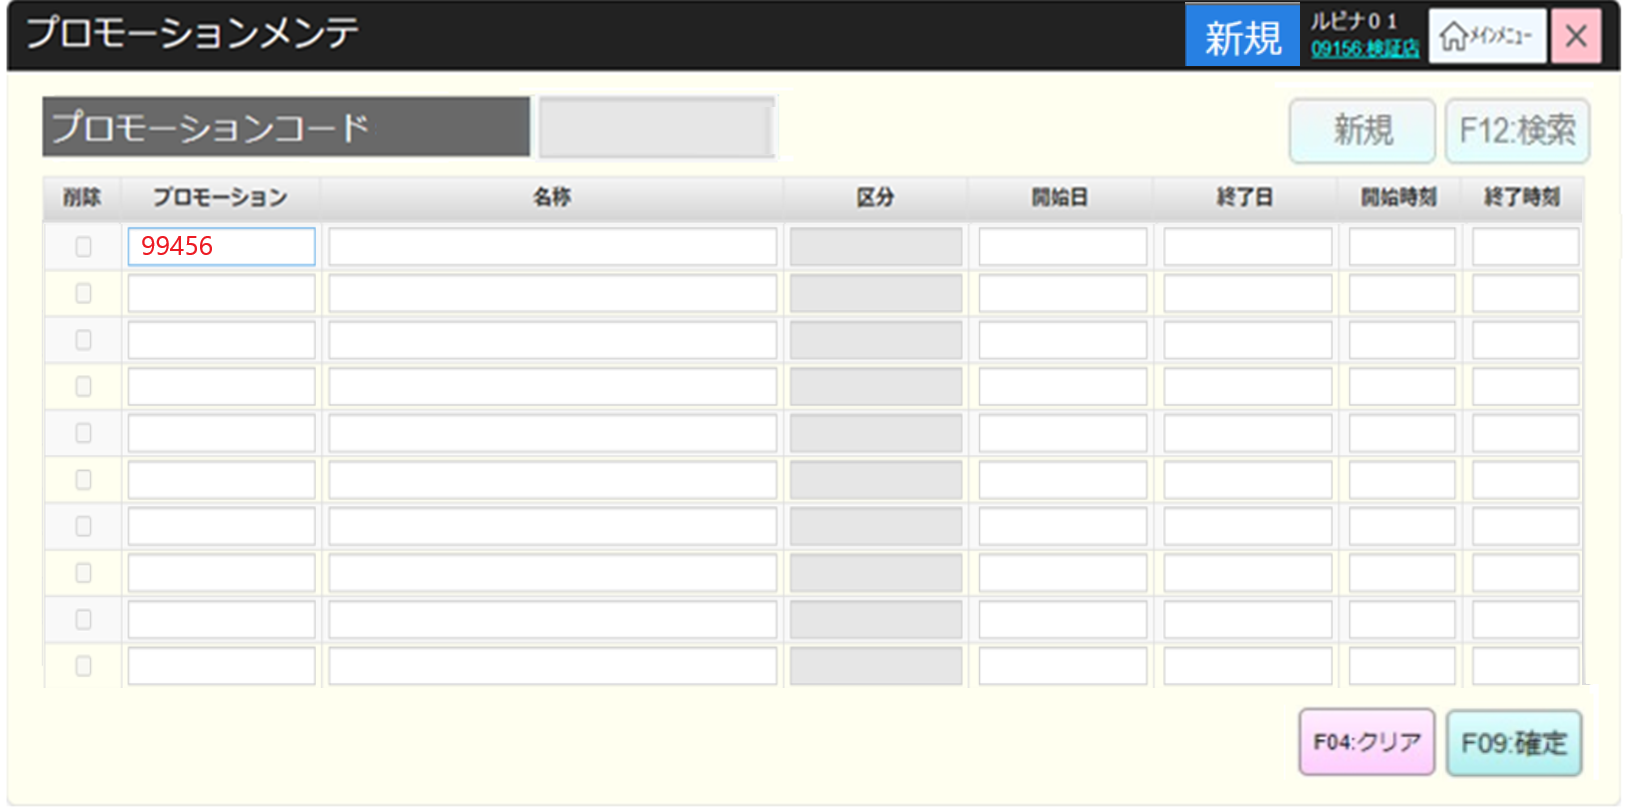 プロモーションメンテ
新規
ルピナ01
09156:検証店
メインメニュー
プロモーションコード
新規
F12:検索
削除 プロモーション 名称 区分 開始日 終了日 開始時刻 終了時刻
99456
F04:クリア
F09:確定